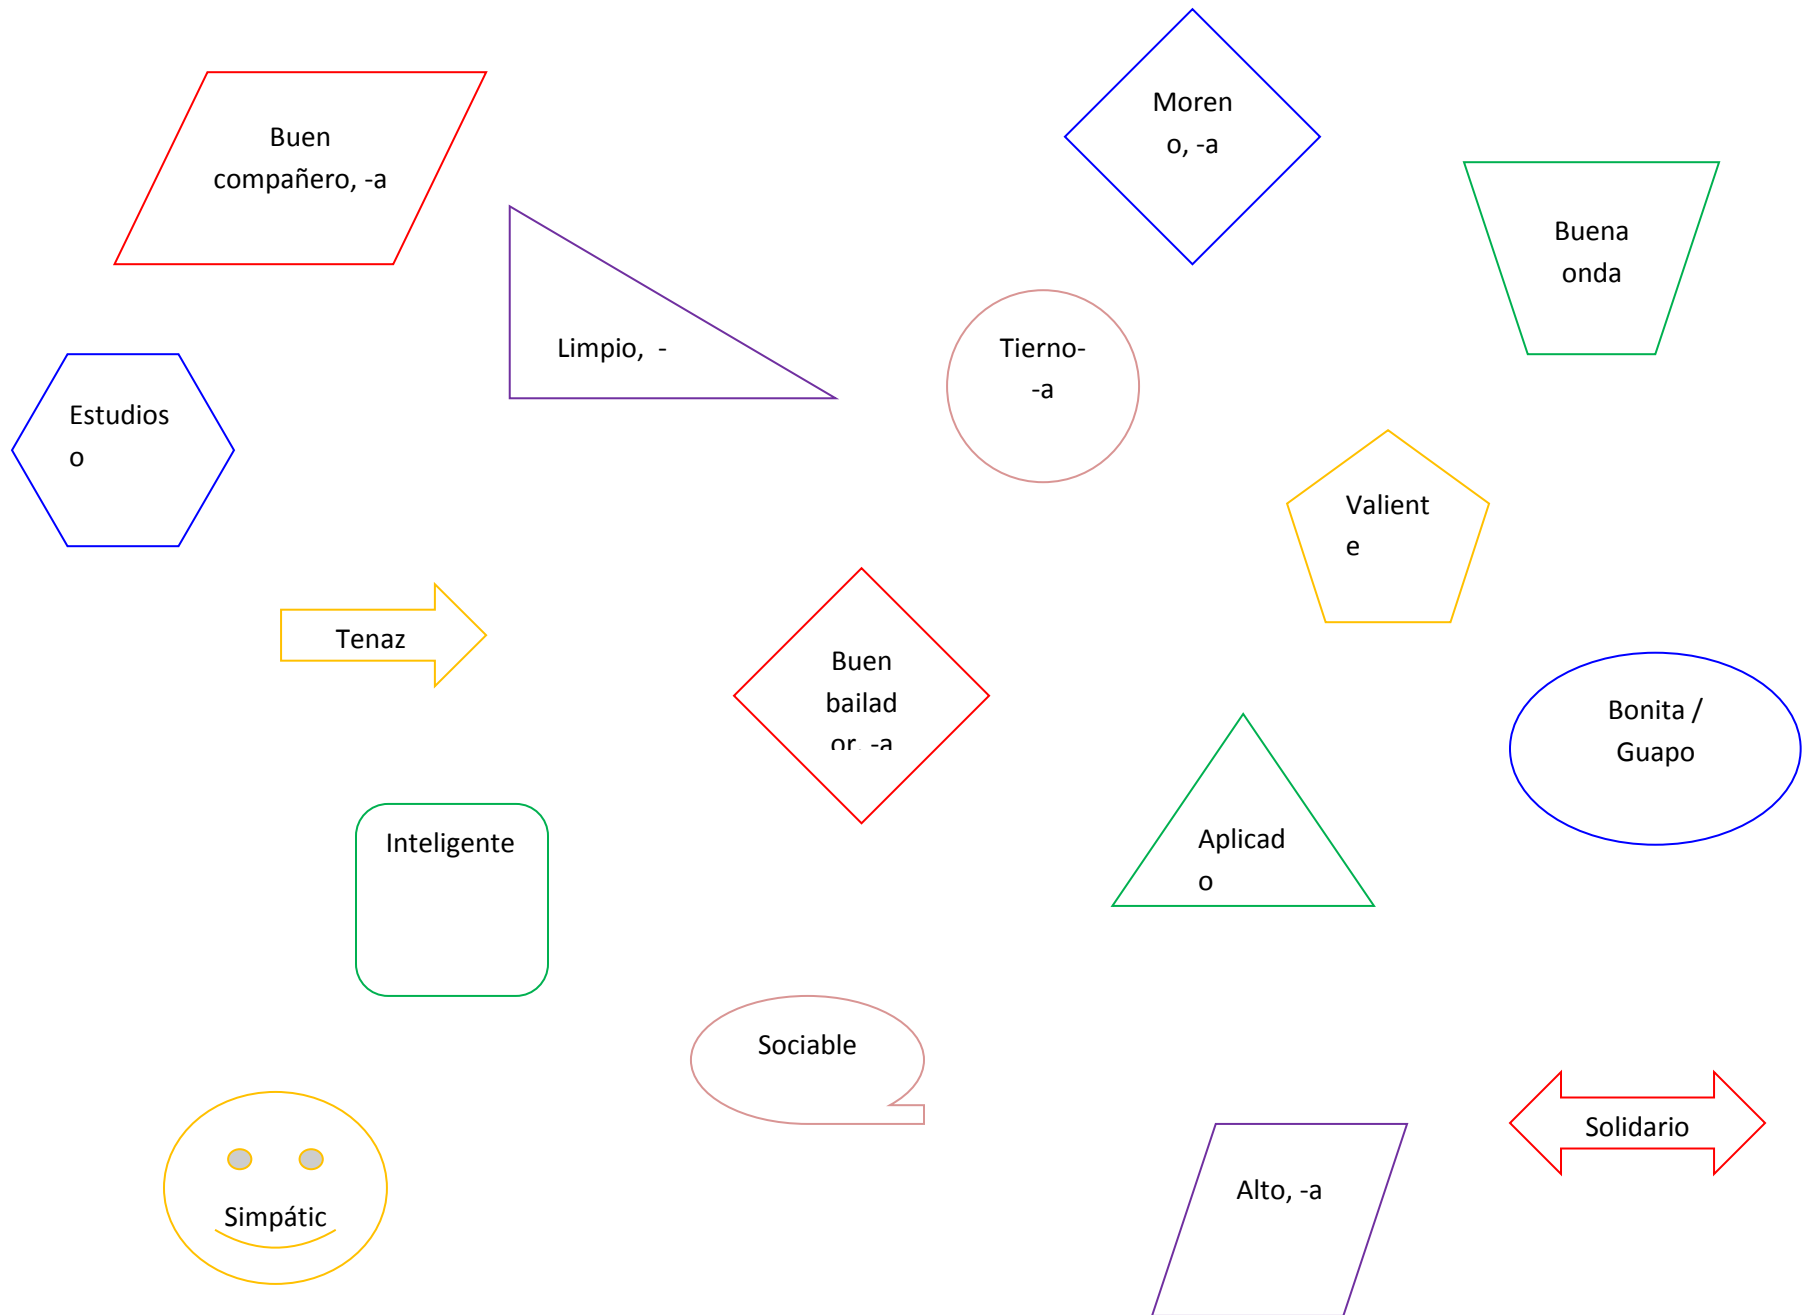 Buen
compañero, -a
Moren
o, -a
Buena
onda
Limpio,  -
Tierno-
-a
Estudios
o
Valient
e
Tenaz
Buen
bailad
or, -a
Bonita /
Guapo
Inteligente
Aplicad
o
Sociable
Solidario
Alto, -a
Simpátic